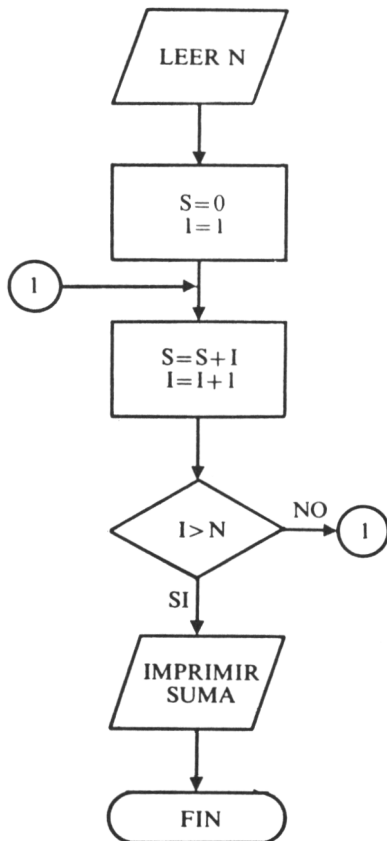 LEER N
S=0
I=1
1
S=S+I
I=I+1
I>N
NO
1
SI
IMPRIMIR
SUMA
FIN